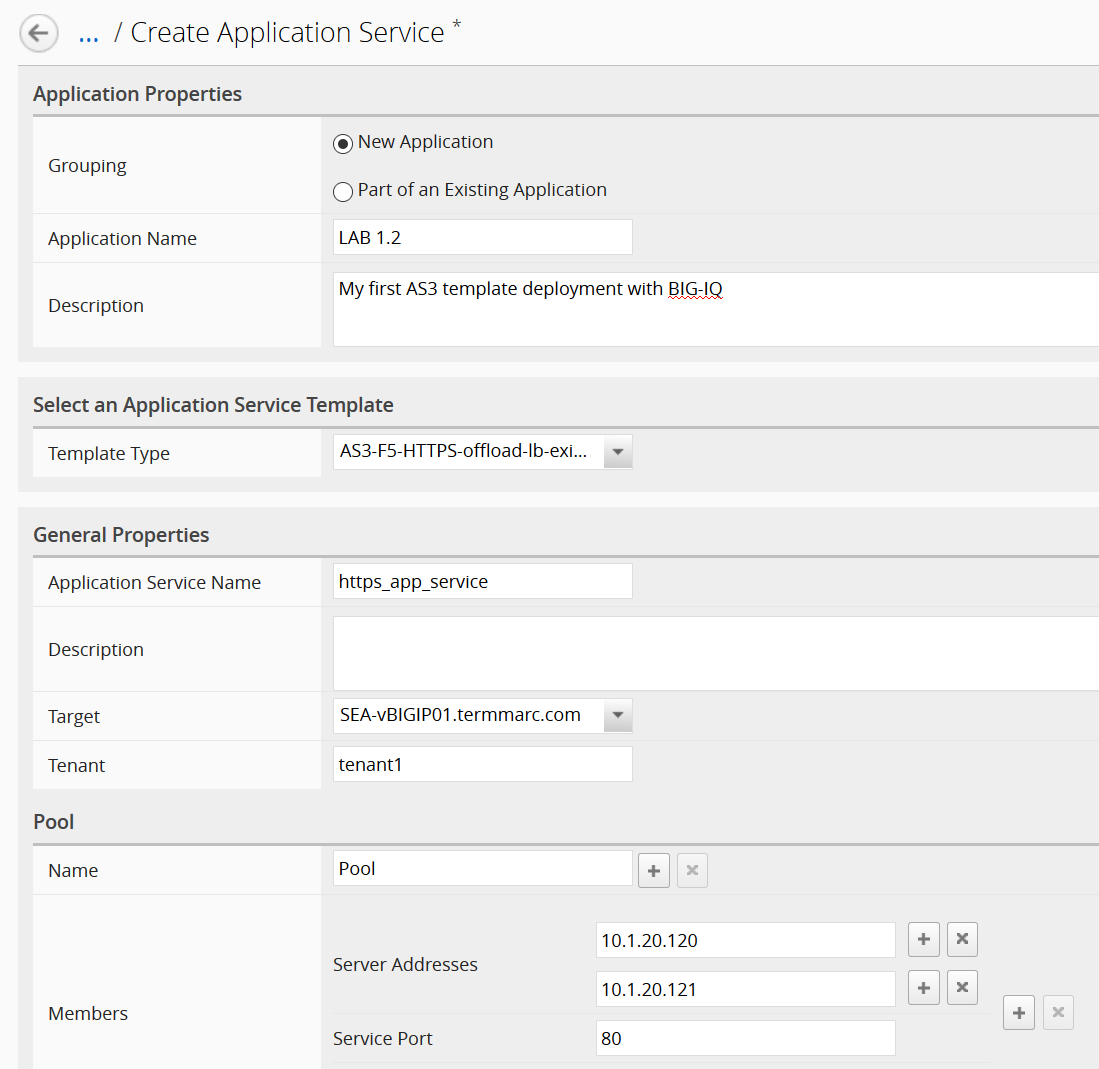 ... / Create Application Service *
Application Properties
Grouping
New Application
Part of an Existing Application
Application Name
LAB 1.2
Description
My first AS3 template deployment with BIG-IQ
Select an Application Service Template
Template Type
AS3-F5-HTTPS-offload-lb-exi...
General Properties
Application Service Name
https_app_service
Description
Target
SEA-vBIGIP01.termmarc.com
Tenant
tenant1
Pool
Name
Pool
Members
Server Addresses
10.1.20.120
10.1.20.121
Service Port
80